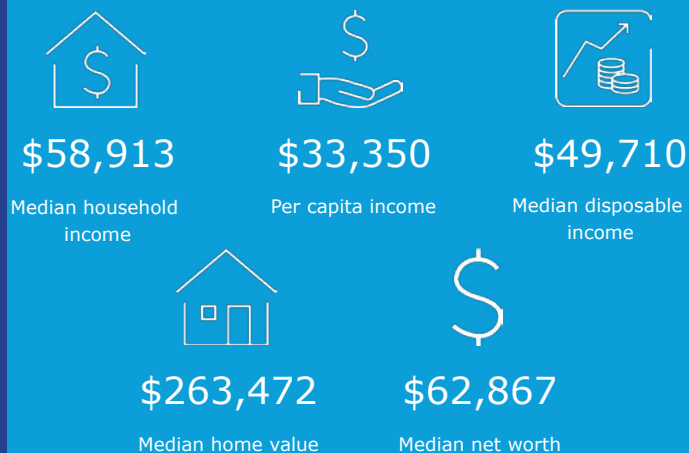 $58,913
Median household
income
$33,350
Per capita income
$49,710
Median disposable
income
$263,472
Median home value
$62,867
Median net worth